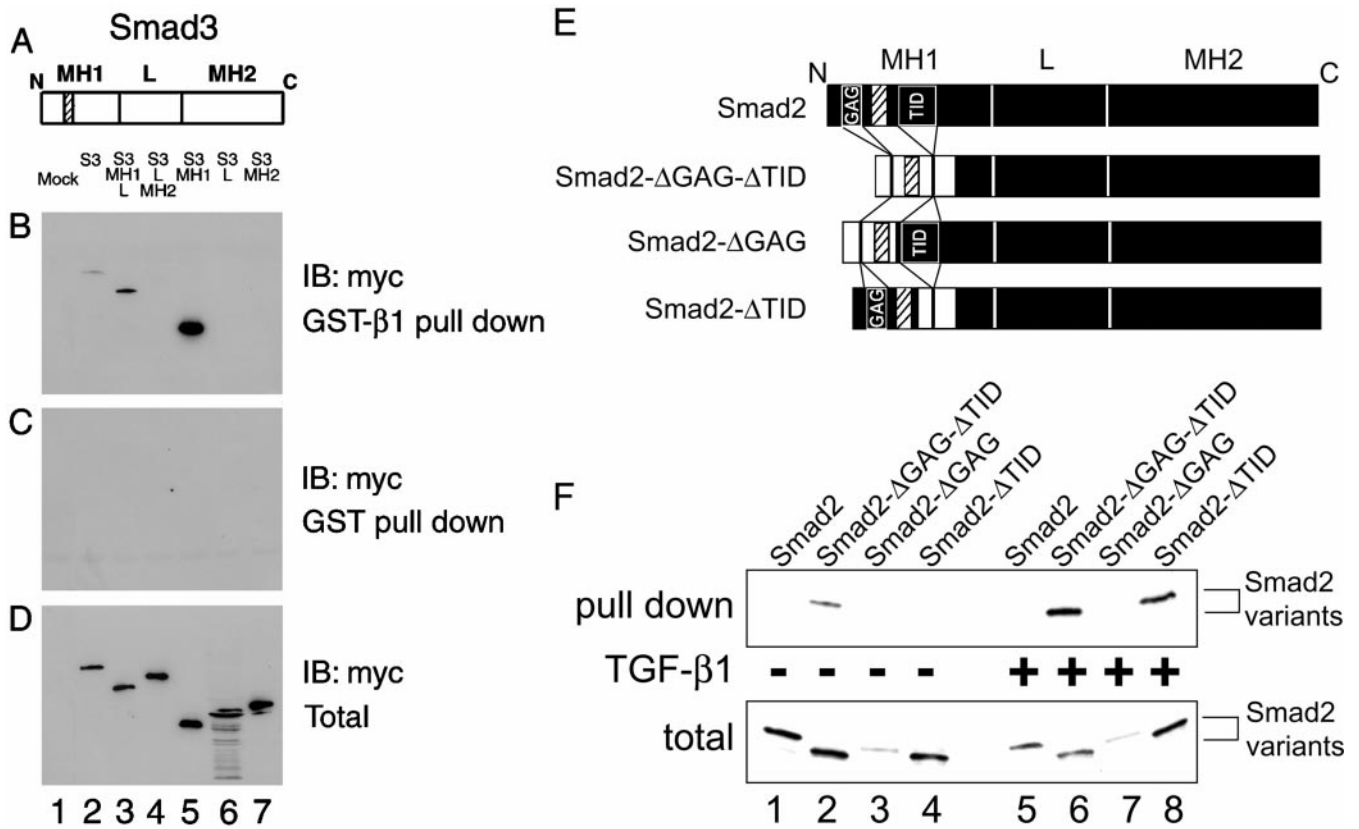 A
Smad3
N MH1 L MH2 C
Mock S3 S3 MH1 L S3 L MH2 S3 MH1 S3 L S3 MH2
B
IB: myc
GST-β1 pull down
C
IB: myc
GST pull down
D
IB: myc
Total
1 2 3 4 5 6 7
E
N MH1 L MH2 C
Smad2 GAG TID
Smad2-ΔGAG-ΔTID
Smad2-ΔGAG TID
Smad2-ΔTID GAG
F
Smad2 Smad2-ΔGAG-ΔTID Smad2-ΔGAG Smad2-ΔTID Smad2 Smad2-ΔGAG-ΔTID Smad2-ΔGAG Smad2-ΔTID
pull down
Smad2
variants
TGF-β1 - - - - + + + +
total
Smad2
variants
1 2 3 4 5 6 7 8